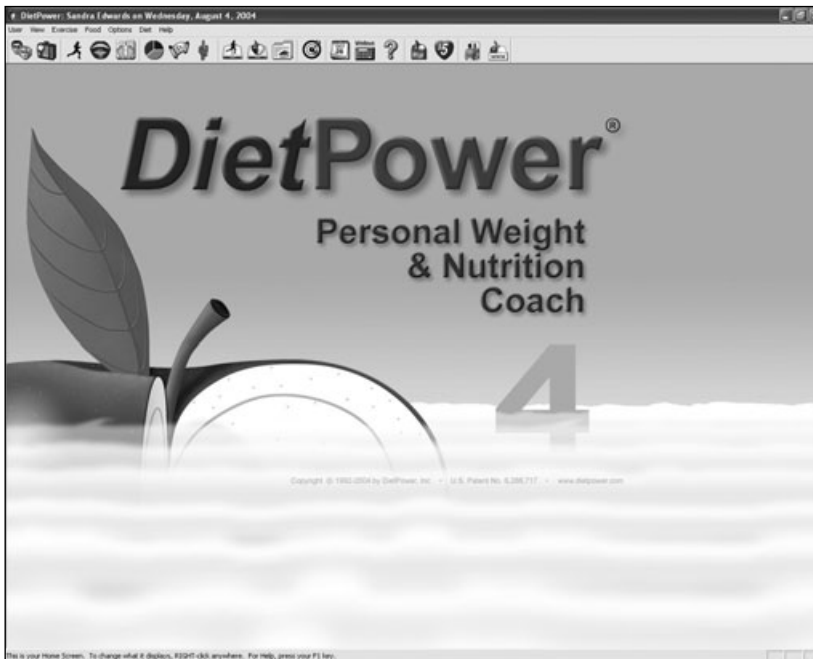 DietPower: Sandra Edwards on Wednesday, August 4, 2004
User View Exercise Food Options Diet Help
DietPower®
Personal Weight
& Nutrition
Coach
4
Copyright © 1992-2004 by DietPower, Inc. • U.S. Patent No. 6,286,717 • www.dietpower.com
This is your Home Screen. To change what it displays, RIGHT-click anywhere. For Help, press your F1 key.